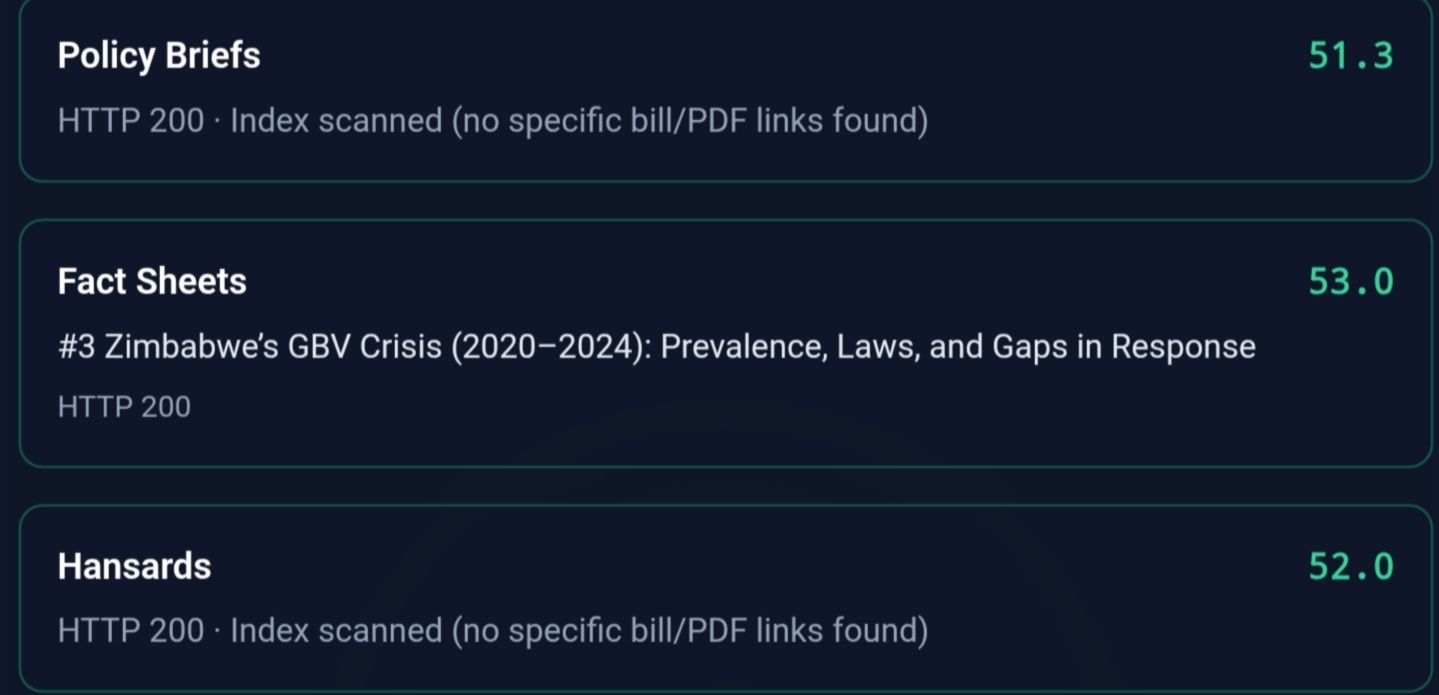 Policy Briefs 51.3
HTTP 200 · Index scanned (no specific bill/PDF links found)
Fact Sheets 53.0
#3 Zimbabwe’s GBV Crisis (2020–2024): Prevalence, Laws, and Gaps in Response
HTTP 200
Hansards 52.0
HTTP 200 · Index scanned (no specific bill/PDF links found)